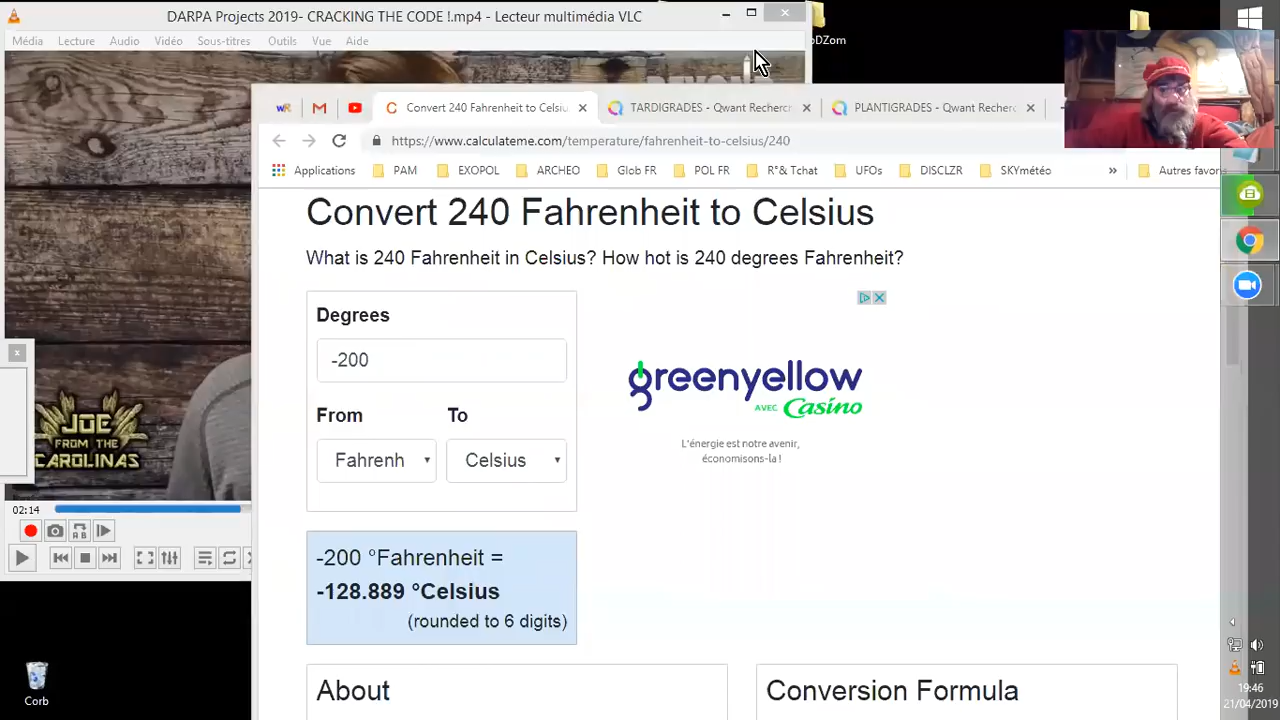 DARPA Projects 2019- CRACKING THE CODE !.mp4 - Lecteur multimédia VLC
Média Lecture Audio Vidéo Sous-titres Outils Vue Aide
Convert 240 Fahrenheit to Celsiu
TARDIGRADES - Qwant Recherc
PLANTIGRADES - Qwant Recherc
https://www.calculateme.com/temperature/fahrenheit-to-celsius/240
Applications PAM EXOPOL ARCHEO Glob FR POL FR R°& Tchat UFOs DISCLZR SKYmétéo » Autres favor
Convert 240 Fahrenheit to Celsius
What is 240 Fahrenheit in Celsius? How hot is 240 degrees Fahrenheit?
Degrees
-200
From To
Fahrenh Celsius
-200 °Fahrenheit =
-128.889 °Celsius
(rounded to 6 digits)
greenyellow
AVEC Casino
L'énergie est notre avenir,
économisons-la !
About
Conversion Formula
JOE
FROM THE
CAROLINAS
02:14
Corb
19:46
21/04/2019